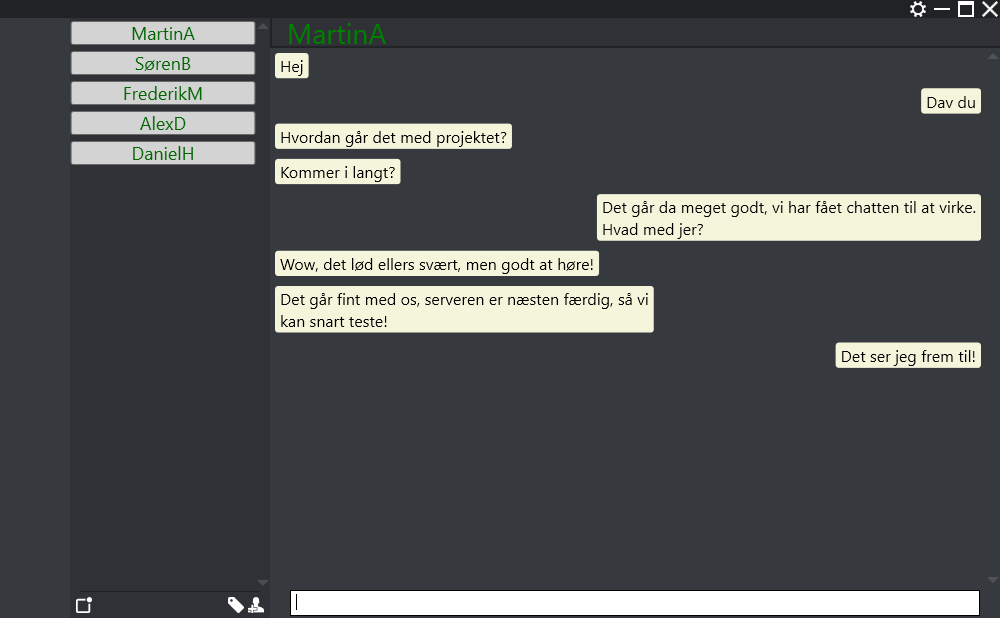 MartinA
SørenB
FrederikM
AlexD
DanielH
MartinA
Hej
Dav du
Hvordan går det med projektet?
Kommer i langt?
Det går da meget godt, vi har fået chatten til at virke.
Hvad med jer?
Wow, det lød ellers svært, men godt at høre!
Det går fint med os, serveren er næsten færdig, så vi
kan snart teste!
Det ser jeg frem til!